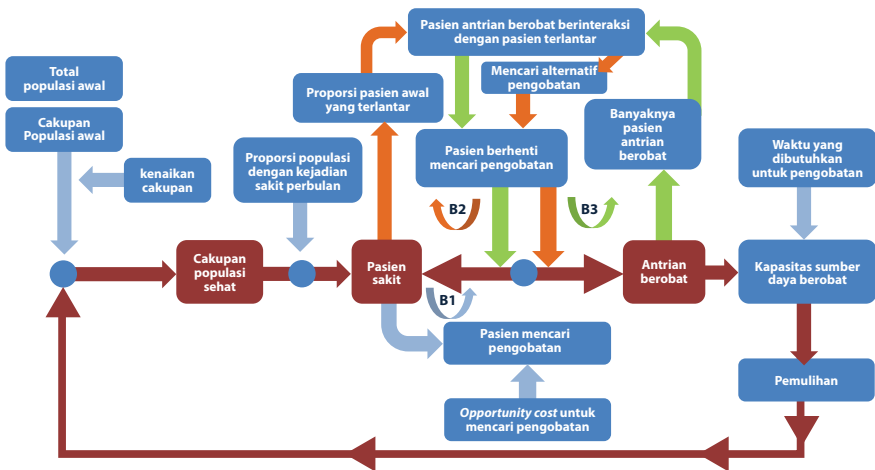 Pasien antrian berobat berinteraksi
dengan pasien terlantar
Total
populasi awal
Mencari alternatif
pengobatan
Proporsi pasien awal
yang terlantar
Cakupan
Populasi awal
Banyaknya
pasien
antrian
berobat
kenaikan
cakupan
Proporsi populasi
dengan kejadian
sakit perbulan
Pasien berhenti
mencari pengobatan
Waktu yang
dibutuhkan
untuk pengobatan
B2
B3
Cakupan
populasi
sehat
Pasien
sakit
Antrian
berobat
Kapasitas sumber
daya berobat
B1
Pasien mencari
pengobatan
Pemulihan
Opportunity cost untuk
mencari pengobatan